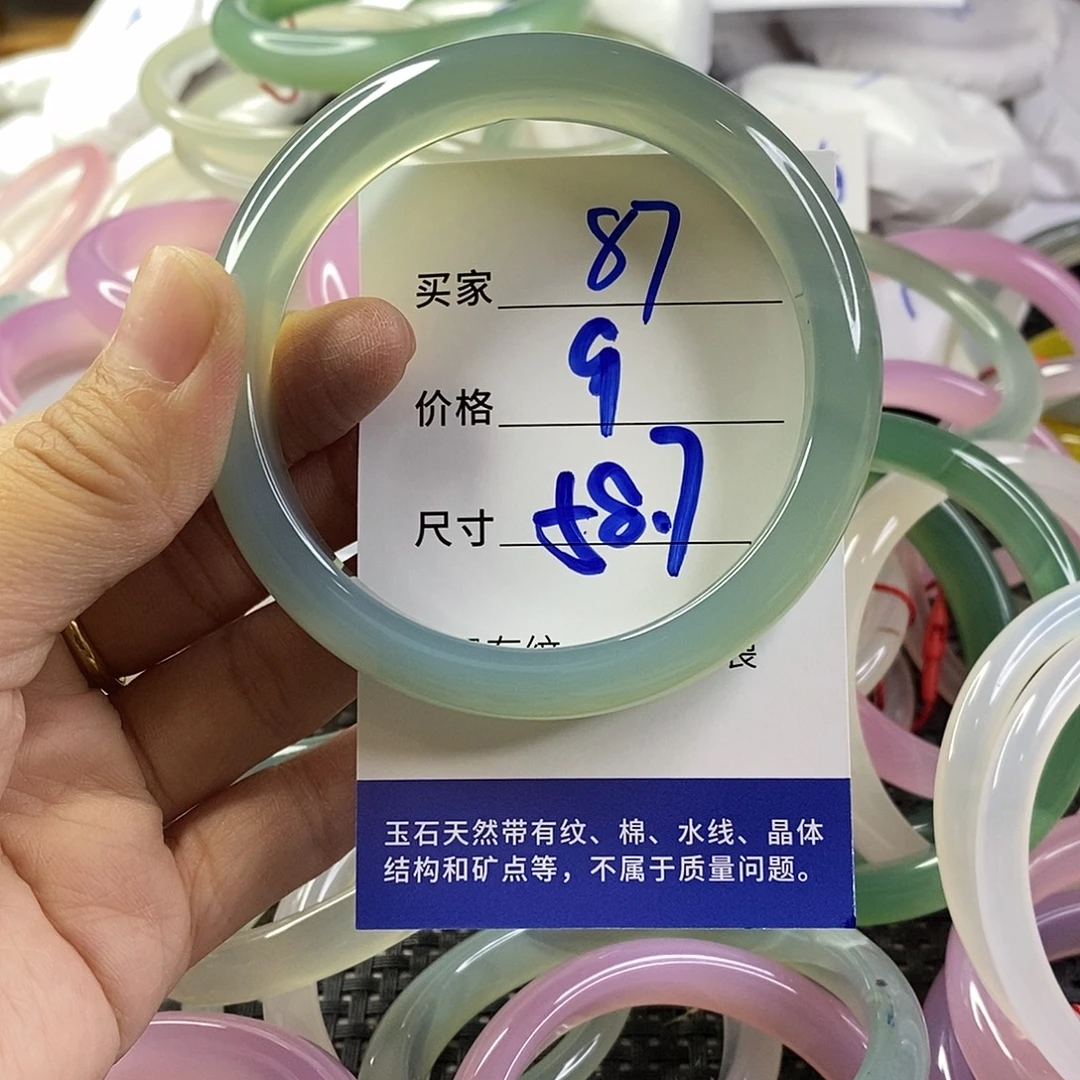 买家 87
价格 9
尺寸 58.7
玉石天然带有纹、棉、水线、晶体
结构和矿点等，不属于质量问题。